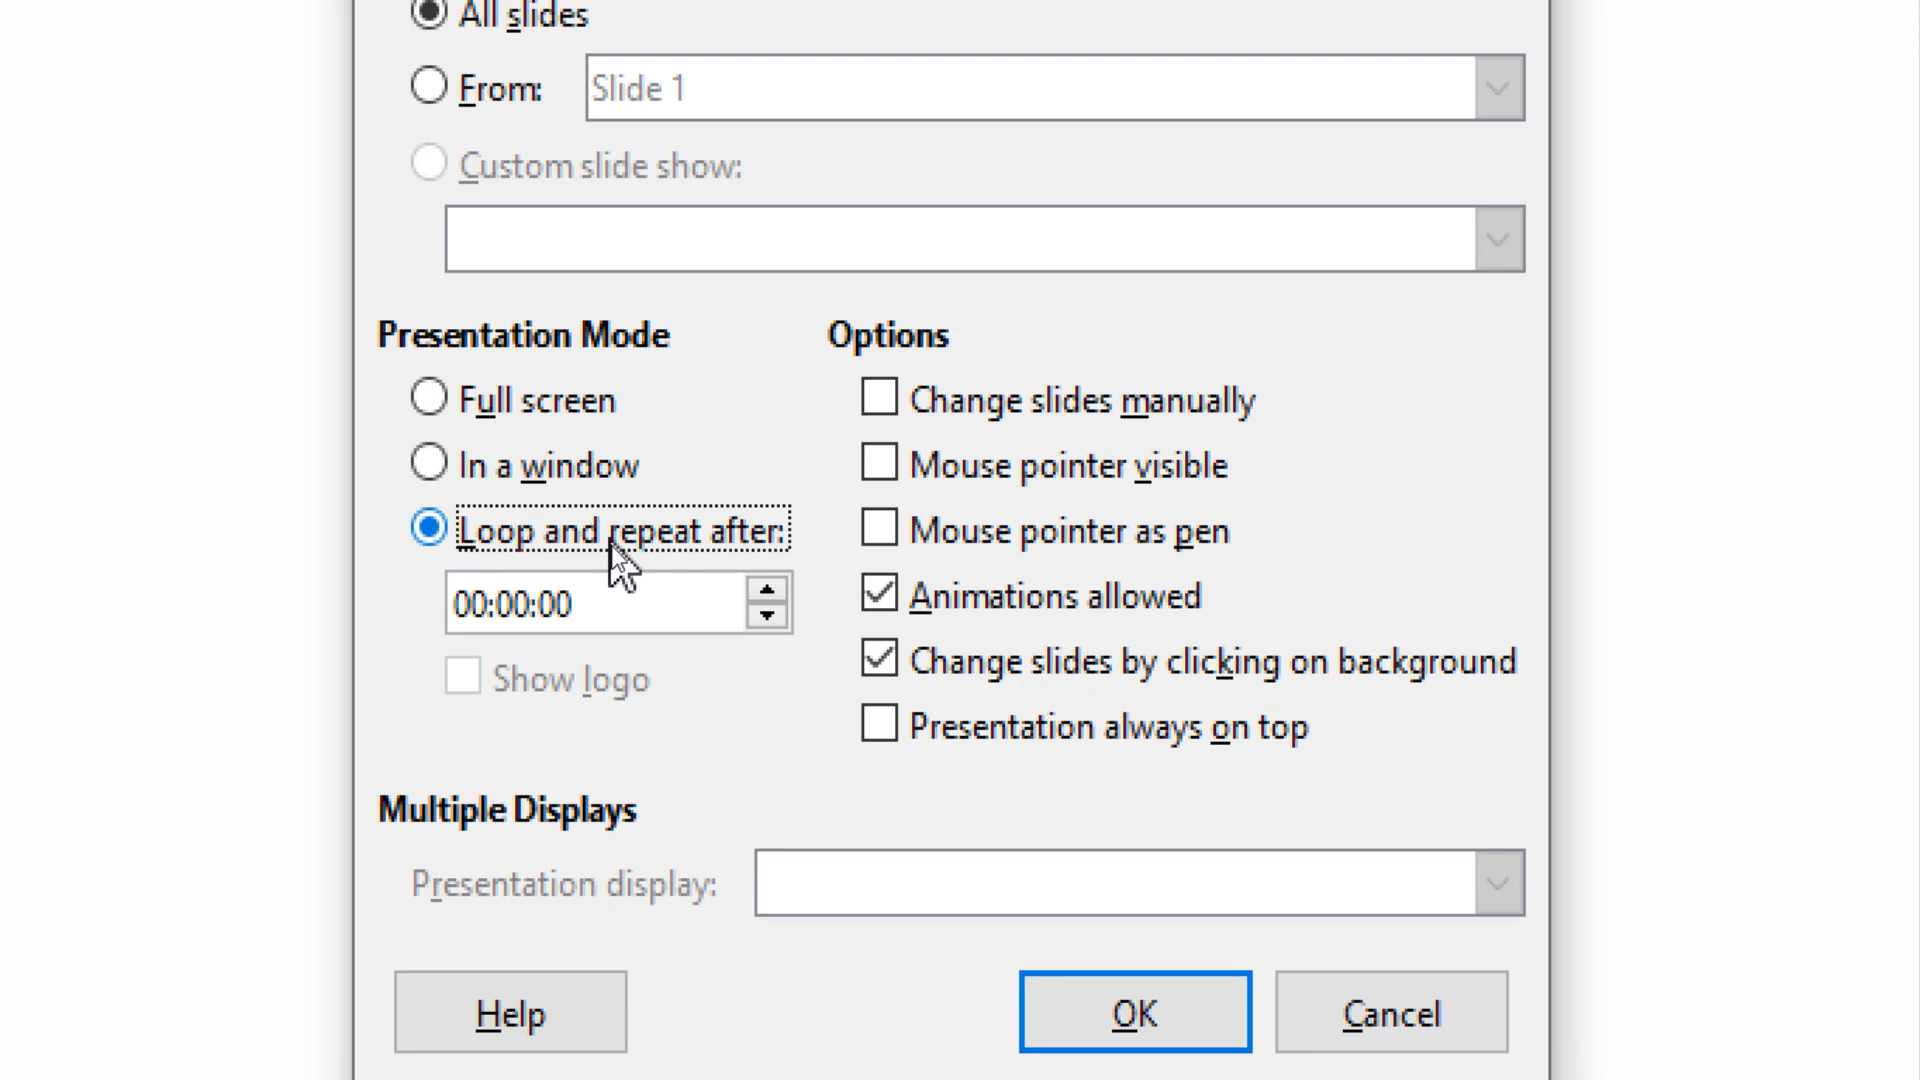 All slides
From: Slide 1
Custom slide show:
Presentation Mode
Options
Full screen
Change slides manually
In a window
Mouse pointer visible
Loop and repeat after:
Mouse pointer as pen
00:00:00
Animations allowed
Show logo
Change slides by clicking on background
Presentation always on top
Multiple Displays
Presentation display:
Help
OK
Cancel